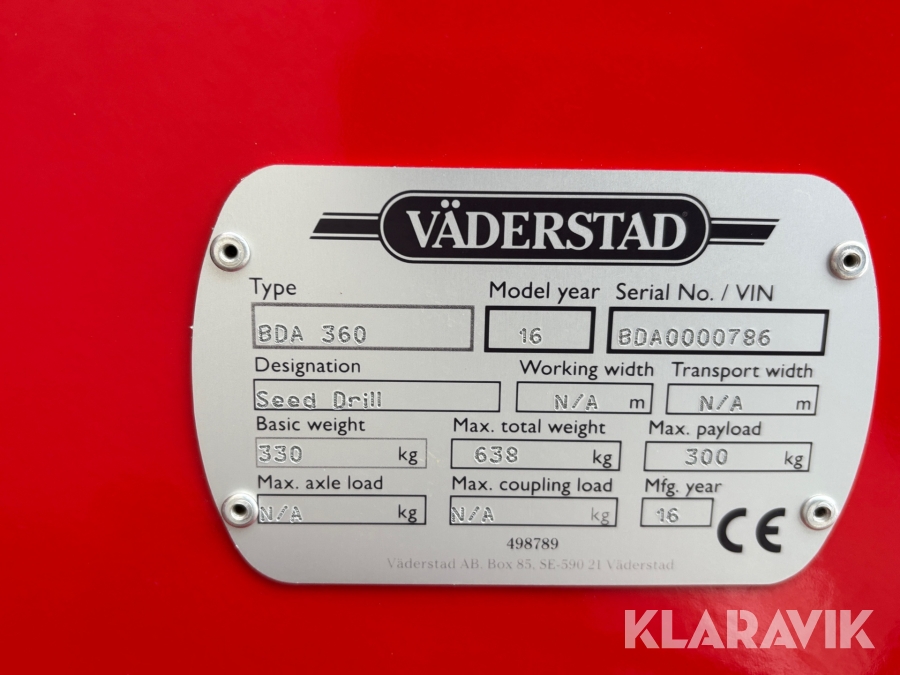 VÄDERSTAD
Type Model year Serial No. / VIN
BDA 360 16 BDA0000786
Designation Working width Transport width
Seed Drill N/A m N/A m
Basic weight Max. total weight Max. payload
330 kg 638 kg 300 kg
Max. axle load Max. coupling load Mfg. year
N/A kg N/A kg 16 CE
498789
Väderstad AB. Box 85, SE-590 21 Väderstad
KLARAVIK